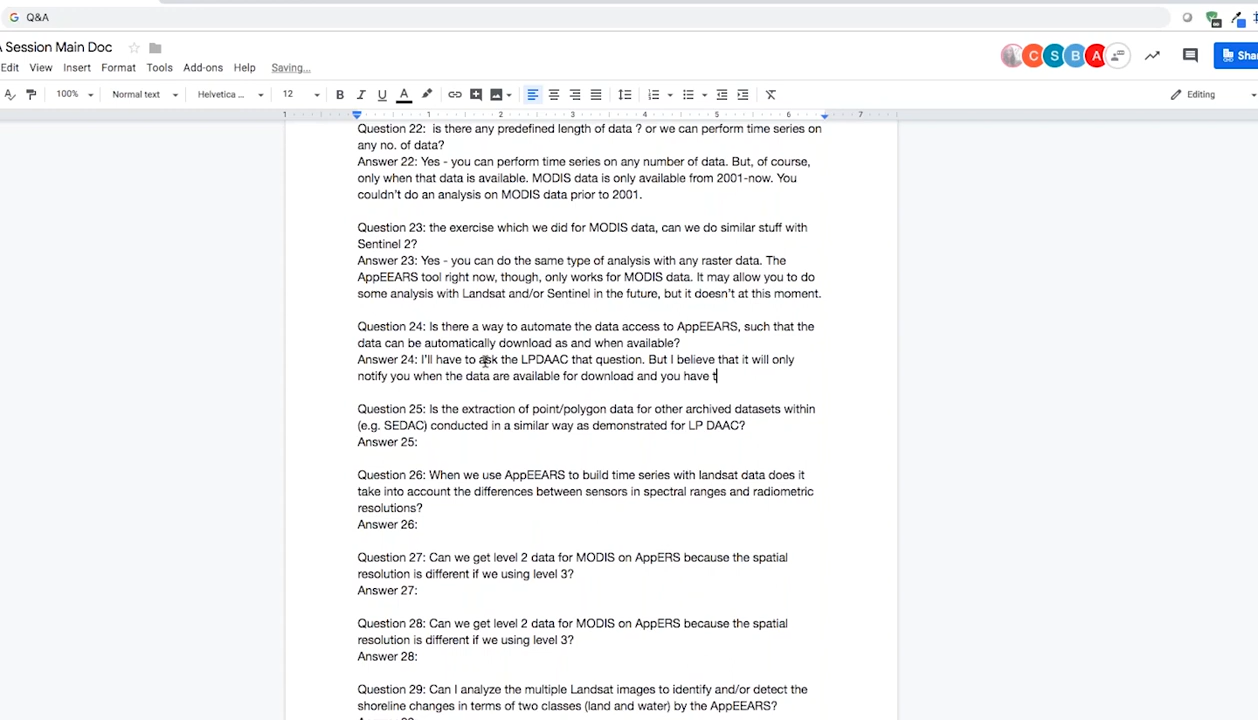 Q&A
A Session Main Doc
Edit View Insert Format Tools Add-ons Help Saving...
C S B A Shar
100% Normal text Helvetica ... 12 B I U A Editing
1 1 2 3 4 5 6 7
Question 22: is there any predefined length of data ? or we can perform time series on
any no. of data?
Answer 22: Yes - you can perform time series on any number of data. But, of course,
only when that data is available. MODIS data is only available from 2001-now. You
couldn't do an analysis on MODIS data prior to 2001.
Question 23: the exercise which we did for MODIS data, can we do similar stuff with
Sentinel 2?
Answer 23: Yes - you can do the same type of analysis with any raster data. The
AppEEARS tool right now, though, only works for MODIS data. It may allow you to do
some analysis with Landsat and/or Sentinel in the future, but it doesn't at this moment.
Question 24: Is there a way to automate the data access to AppEEARS, such that the
data can be automatically download as and when available?
Answer 24: I'll have to ask the LPDAAC that question. But I believe that it will only
notify you when the data are available for download and you have t
Question 25: Is the extraction of point/polygon data for other archived datasets within
(e.g. SEDAC) conducted in a similar way as demonstrated for LP DAAC?
Answer 25:
Question 26: When we use AppEEARS to build time series with landsat data does it
take into account the differences between sensors in spectral ranges and radiometric
resolutions?
Answer 26:
Question 27: Can we get level 2 data for MODIS on AppERS because the spatial
resolution is different if we using level 3?
Answer 27:
Question 28: Can we get level 2 data for MODIS on AppERS because the spatial
resolution is different if we using level 3?
Answer 28:
Question 29: Can I analyze the multiple Landsat images to identify and/or detect the
shoreline changes in terms of two classes (land and water) by the AppEEARS?